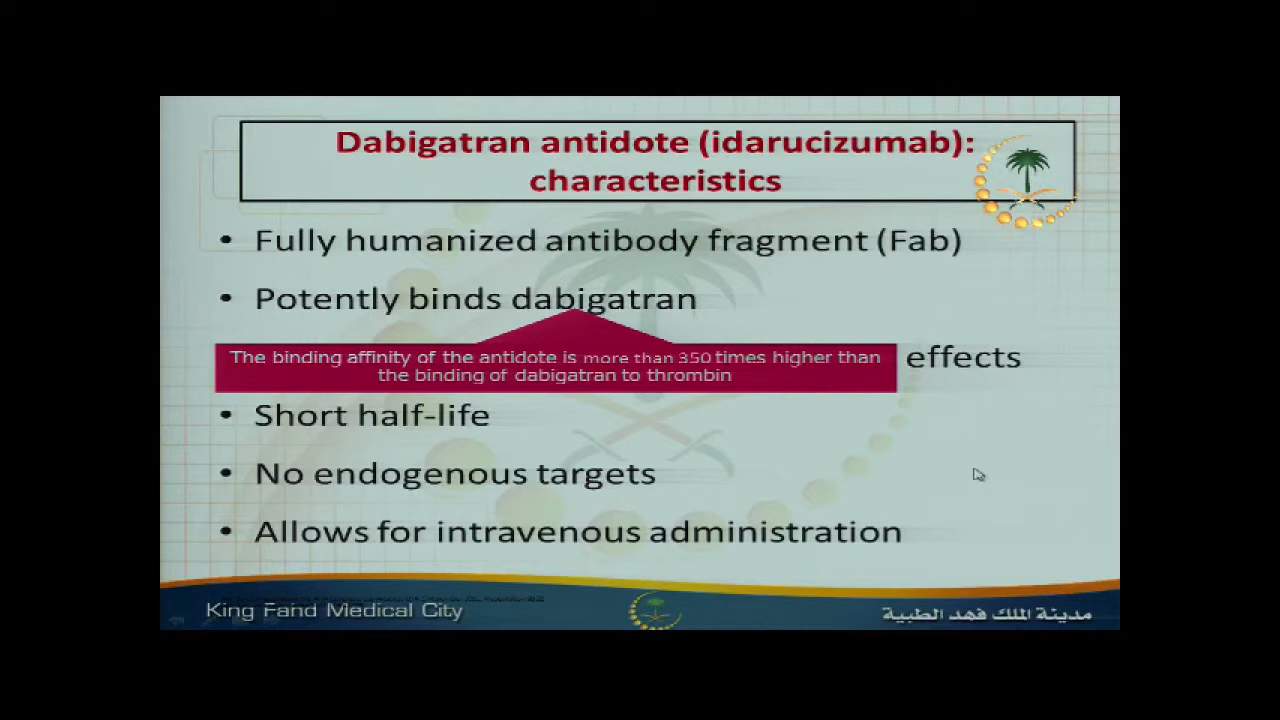 Dabigatran antidote (idarucizumab):
characteristics
• Fully humanized antibody fragment (Fab)
• Potently binds dabigatran
The binding affinity of the antidote is more than 350 times higher than
the binding of dabigatran to thrombin
effects
• Short half-life
• No endogenous targets
• Allows for intravenous administration
King Fahd Medical City
مدينة الملك فهد الطبية